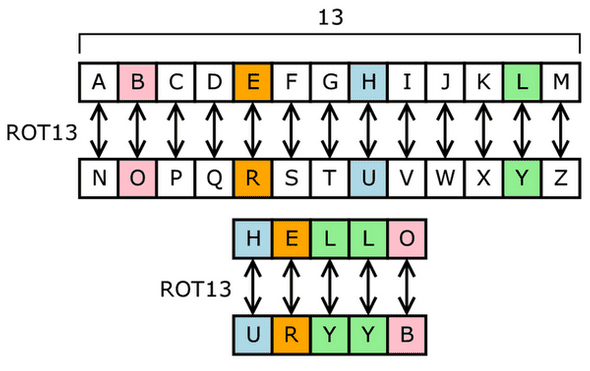 13
A B C D E F G H I J K L M
ROT13
N O P Q R S T U V W X Y Z
H E L L O
ROT13
U R Y Y B